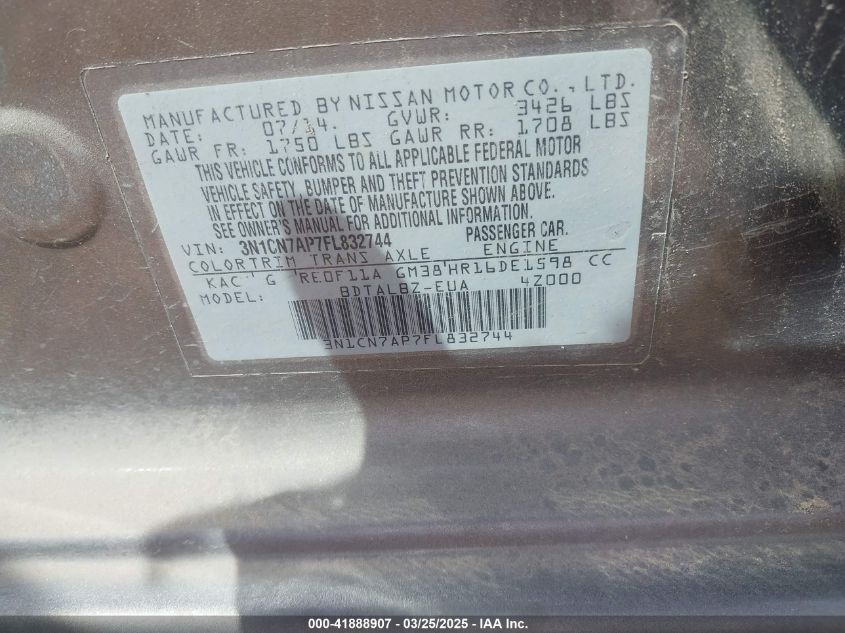 MANUFACTURED BY NISSAN MOTOR CO., LTD.
DATE: 07/14. GVWR: 3426 LBS
GAWR FR: 1750 LBS GAWR RR: 1708 LBS
THIS VEHICLE CONFORMS TO ALL APPLICABLE FEDERAL MOTOR
VEHICLE SAFETY, BUMPER AND THEFT PREVENTION STANDARDS
IN EFFECT ON THE DATE OF MANUFACTURE SHOWN ABOVE.
SEE OWNER'S MANUAL FOR ADDITIONAL INFORMATION.
VIN: 3N1CN7AP7FL832744 PASSENGER CAR.
COLOR TRIM TRANS AXLE ENGINE
KAC G RE0F11A GM38 HR16DE1598 CC
MODEL: BDTALBZ-EUA 4Z000
3N1CN7AP7FL832744
000-41888907 - 03/25/2025 - IAA Inc.